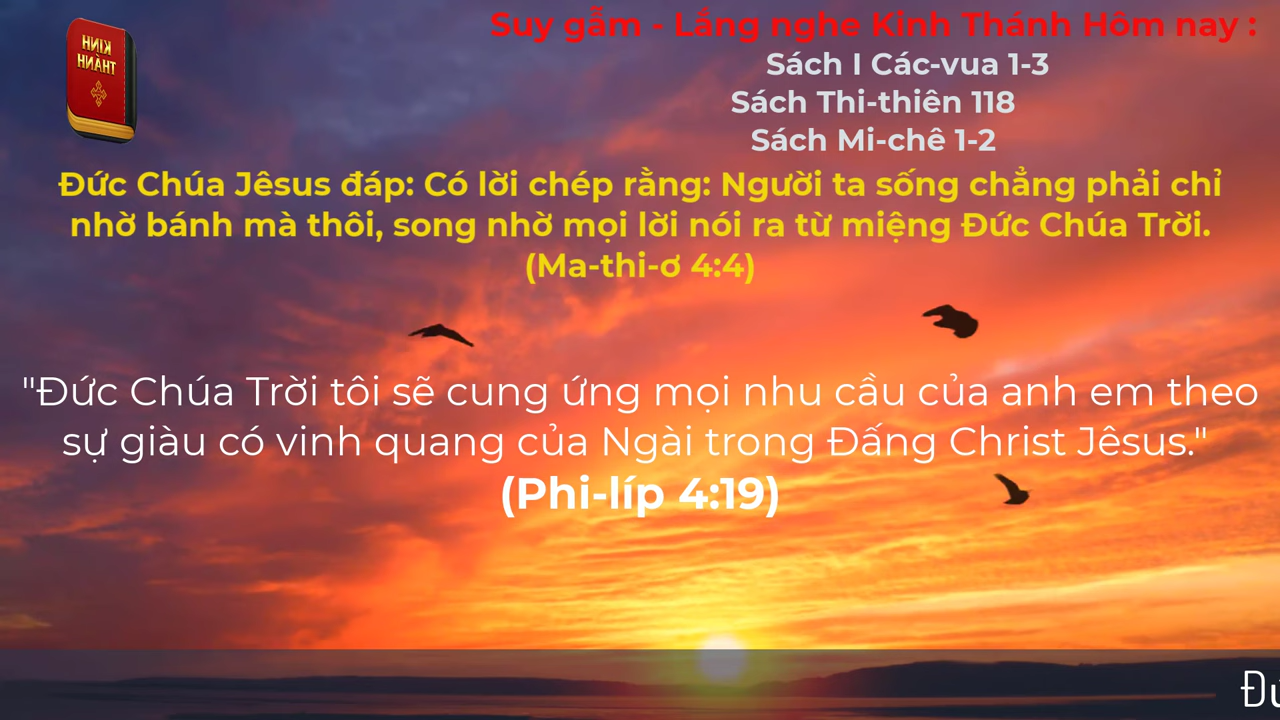 KINH
THÁNH
Suy gẫm - Lắng nghe Kinh Thánh Hôm nay :
Sách I Các-vua 1-3
Sách Thi-thiên 118
Sách Mi-chê 1-2
Đức Chúa Jêsus đáp: Có lời chép rằng: Người ta sống chẳng phải chỉ
nhờ bánh mà thôi, song nhờ mọi lời nói ra từ miệng Đức Chúa Trời.
(Ma-thi-ơ 4:4)
"Đức Chúa Trời tôi sẽ cung ứng mọi nhu cầu của anh em theo
sự giàu có vinh quang của Ngài trong Đấng Christ Jêsus."
(Phi-líp 4:19)